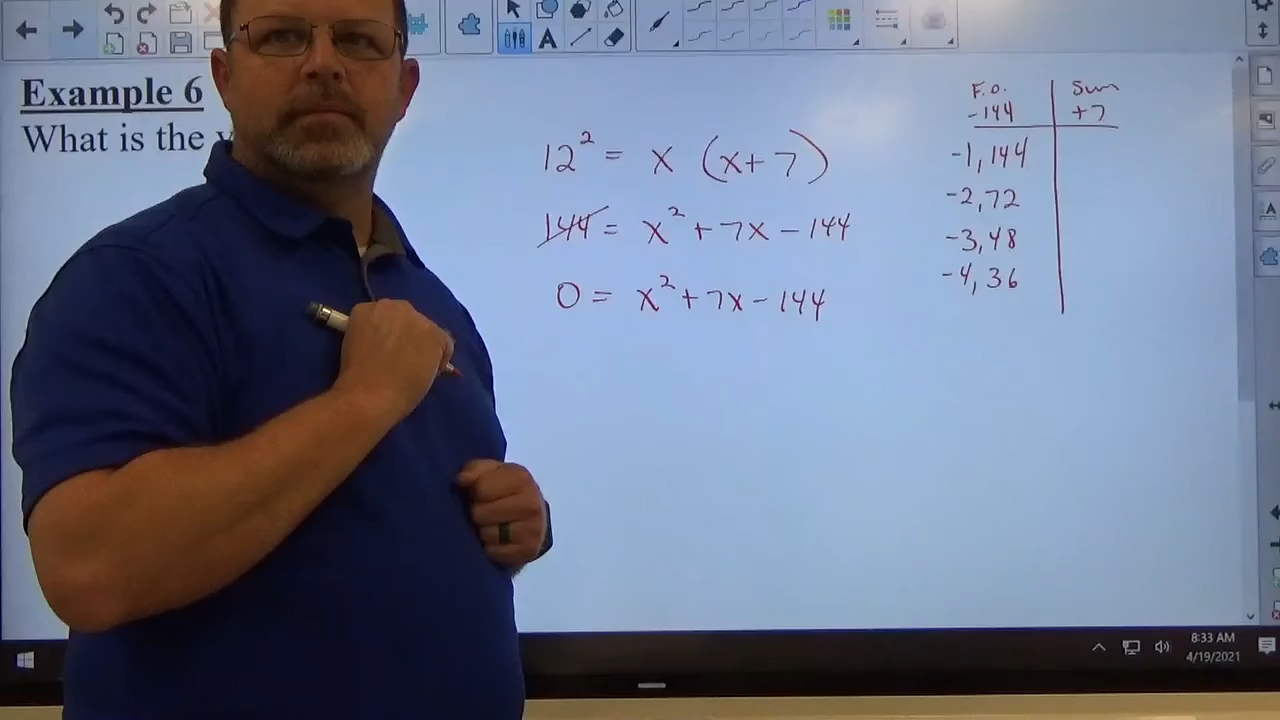 Example 6
What is the
12² = x (x+7)
144 = x² + 7x - 144
0 = x² + 7x - 144
F.O. Sum
-144 +7
-1, 144
-2, 72
-3, 48
-4, 36
8:33 AM
4/19/2021